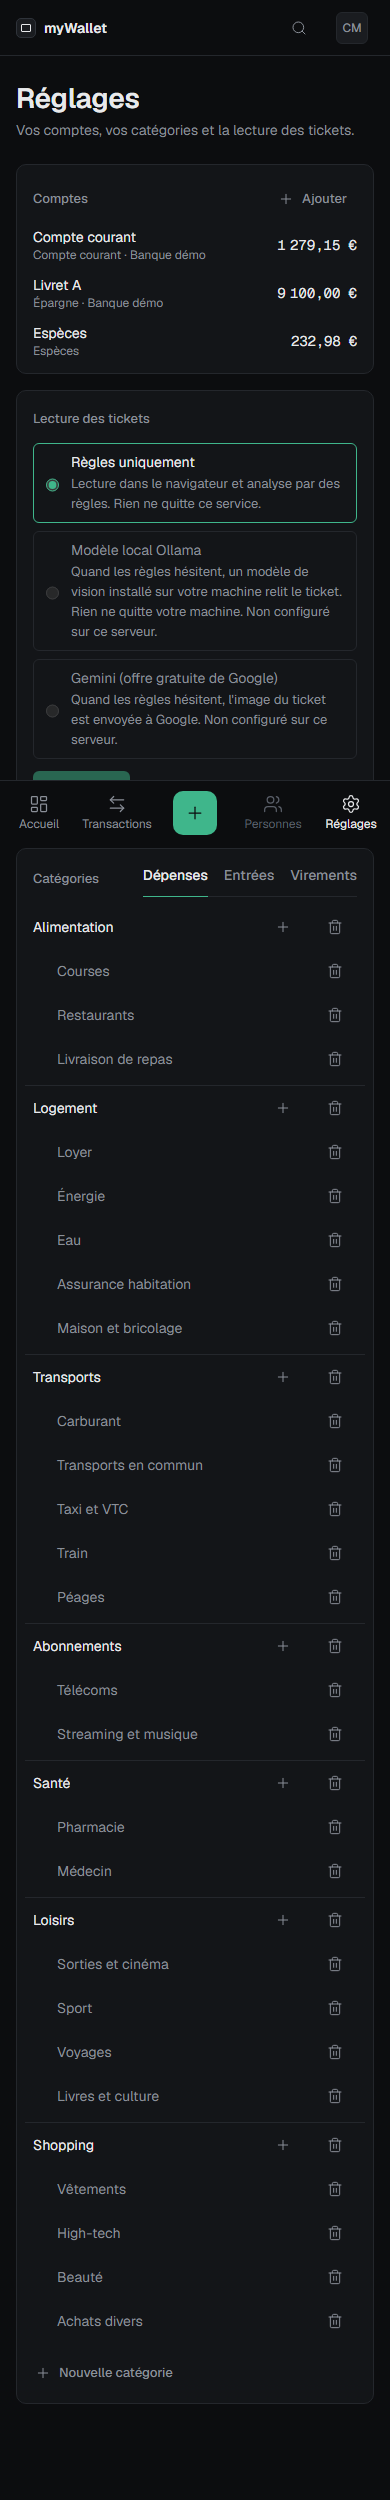 myWallet
CM
Réglages
Vos comptes, vos catégories et la lecture des tickets.
Comptes
Ajouter
Compte courant
1 279,15 €
Compte courant · Banque démo
Livret A
9 100,00 €
Épargne · Banque démo
Espèces
232,98 €
Espèces
Lecture des tickets
Règles uniquement
Lecture dans le navigateur et analyse par des
règles. Rien ne quitte ce service.
Modèle local Ollama
Quand les règles hésitent, un modèle de
vision installé sur votre machine relit le ticket.
Rien ne quitte votre machine. Non configuré
sur ce serveur.
Gemini (offre gratuite de Google)
Quand les règles hésitent, l'image du ticket
est envoyée à Google. Non configuré sur ce
serveur.
Accueil
Transactions
Personnes
Réglages
Catégories
Dépenses
Entrées
Virements
Alimentation
Courses
Restaurants
Livraison de repas
Logement
Loyer
Énergie
Eau
Assurance habitation
Maison et bricolage
Transports
Carburant
Transports en commun
Taxi et VTC
Train
Péages
Abonnements
Télécoms
Streaming et musique
Santé
Pharmacie
Médecin
Loisirs
Sorties et cinéma
Sport
Voyages
Livres et culture
Shopping
Vêtements
High-tech
Beauté
Achats divers
Nouvelle catégorie